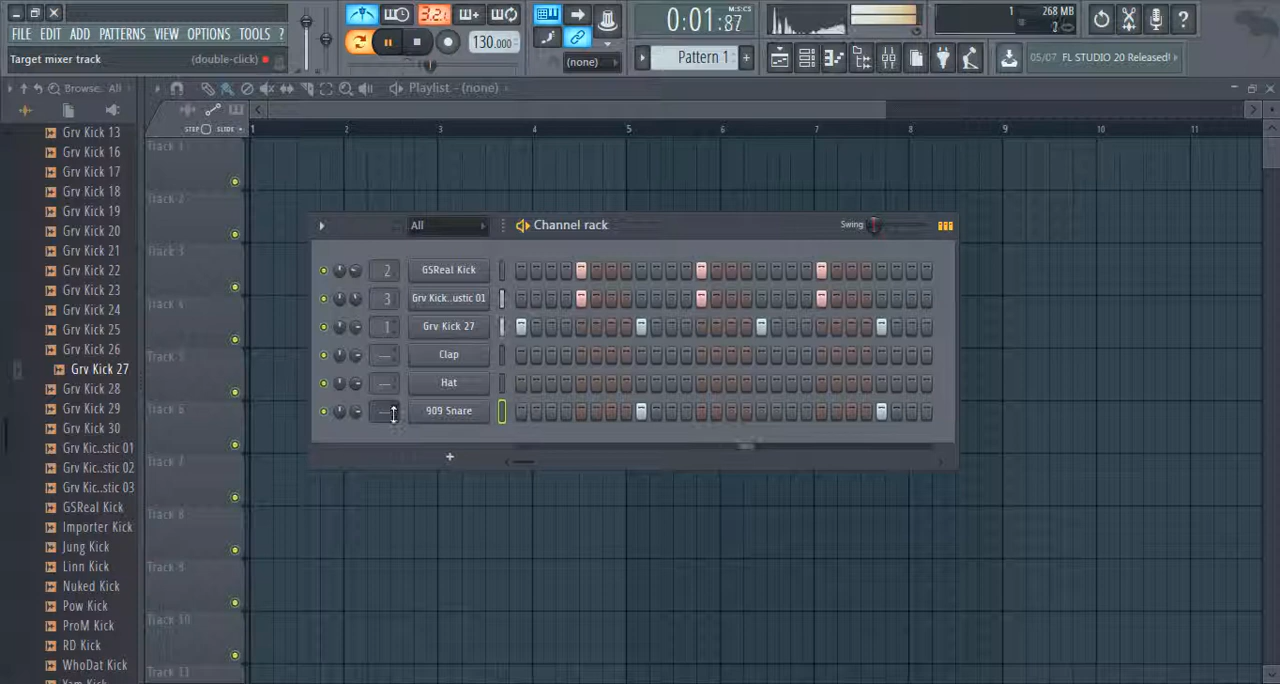 3.2.
130.000
0:01:87
M:S:CS
1
268 MB
2
FILE EDIT ADD PATTERNS VIEW OPTIONS TOOLS ?
(none)
Pattern 1
+
05/07 FL STUDIO 20 Released!
Target mixer track (double-click)
Browse.. All
Playlist - (none)
STEP SLIDE
1 2 3 4 5 6 7 8 9 10 11
Grv Kick 13
Grv Kick 16
Grv Kick 17
Grv Kick 18
Grv Kick 19
Grv Kick 20
Grv Kick 21
Grv Kick 22
Grv Kick 23
Grv Kick 24
Grv Kick 25
Grv Kick 26
Grv Kick 27
Grv Kick 28
Grv Kick 29
Grv Kick 30
Grv Kic..stic 01
Grv Kic..stic 02
Grv Kic..stic 03
GSReal Kick
Importer Kick
Jung Kick
Linn Kick
Nuked Kick
Pow Kick
ProM Kick
RD Kick
WhoDat Kick
Yam Kick
Track 1
Track 2
Track 3
Track 4
Track 5
Track 6
Track 7
Track 8
Track 9
Track 10
Track 11
All
Channel rack
Swing
2 GSReal Kick
3 Grv Kick..ustic 01
1 Grv Kick 27
--- Clap
--- Hat
--- 909 Snare
+